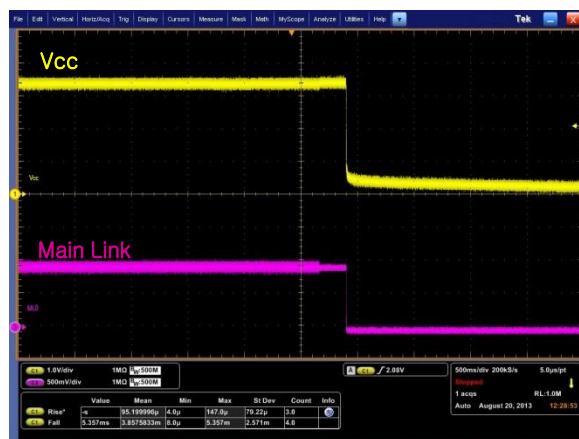 File Edit Vertical Horiz/Acq Trig Display Cursors Measure Mask Math MyScope Analyze Utilities Help Tek
Vcc
Vcc
1
Main Link
ML0
C1 1.0V/div 1MΩ BW:500M
500mV/div 1MΩ BW:500M
A C1 2.08V
500ms/div 200kS/s 5.0µs/pt
Stopped
1 acqs RL:1.0M
Auto August 20, 2013 12:28:53
Value Mean Min Max St Dev Count Info
C1 Rise* -s 95.199996µ 4.0µ 147.0µ 79.22µ 3.0
C1 Fall 5.357ms 3.8575833m 8.0µ 5.357m 2.571m 4.0